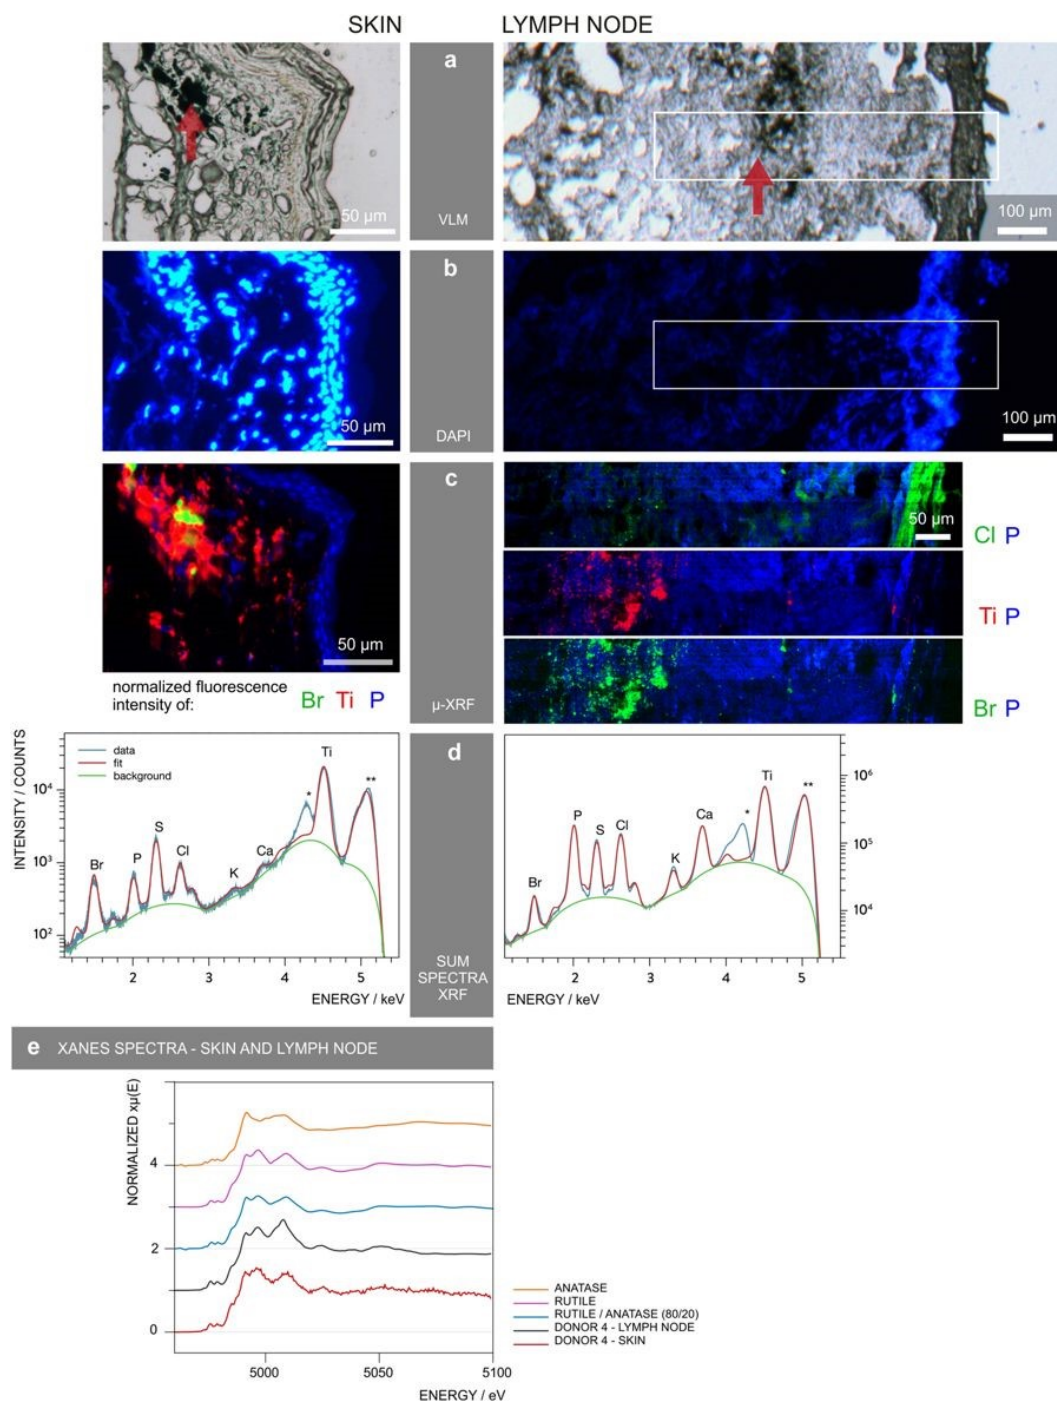 SKIN LYMPH NODE
a
VLM
50 µm
100 µm
b
DAPI
50 µm
100 µm
c
µ-XRF
50 µm
50 µm
Cl P
Ti P
Br P
normalized fluorescence
intensity of:
Br Ti P
d
SUM
SPECTRA
XRF
INTENSITY / COUNTS
data
fit
background
10⁴
10³
10²
Br
P
S
Cl
K
Ca
*
Ti
**
2 3 4 5
ENERGY / keV
Br
P
S
Cl
K
Ca
*
Ti
**
10⁶
10⁵
10⁴
2 3 4 5
ENERGY / keV
e XANES SPECTRA - SKIN AND LYMPH NODE
NORMALIZED xµ(E)
4
2
0
5000 5050 5100
ENERGY / eV
ANATASE
RUTILE
RUTILE / ANATASE (80/20)
DONOR 4 - LYMPH NODE
DONOR 4 - SKIN